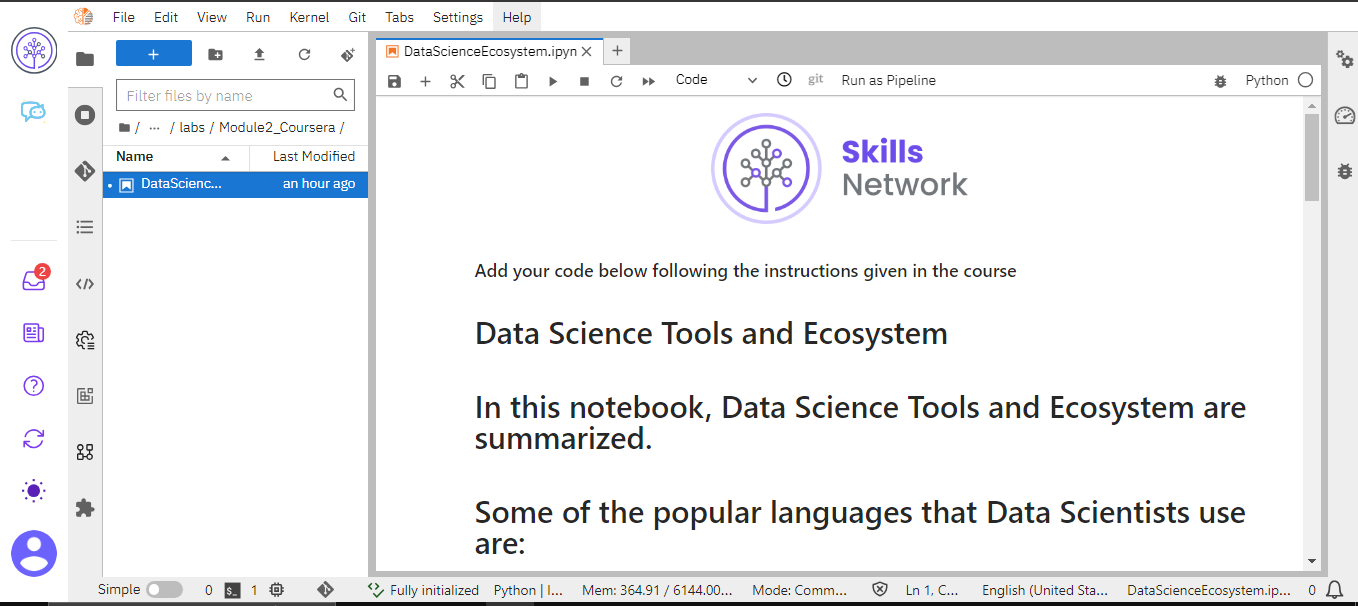 File Edit View Run Kernel Git Tabs Settings Help
DataScienceEcosystem.ipyn
Code
git
Run as Pipeline
Python
Filter files by name
/ ··· / labs / Module2_Coursera /
Name
Last Modified
DataScienc...
an hour ago
2
Skills
Network
Add your code below following the instructions given in the course
Data Science Tools and Ecosystem
In this notebook, Data Science Tools and Ecosystem are
summarized.
Some of the popular languages that Data Scientists use
are:
Simple 0 $_ 1 Fully initialized Python | I... Mem: 364.91 / 6144.00... Mode: Comm... Ln 1, C... English (United Sta... DataScienceEcosystem.ip... 0